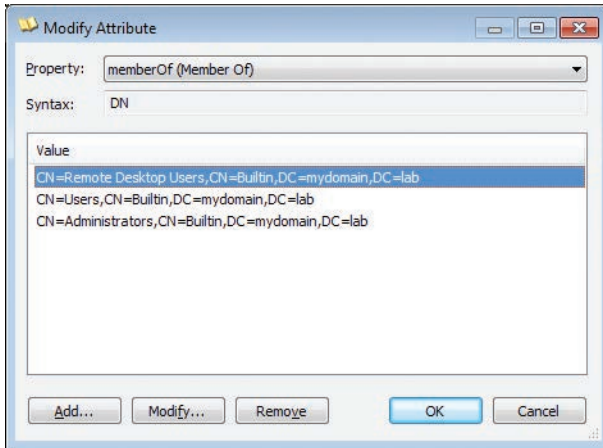 Modify Attribute
Property: memberOf (Member Of)
Syntax: DN
Value
CN=Remote Desktop Users,CN=Builtin,DC=mydomain,DC=lab
CN=Users,CN=Builtin,DC=mydomain,DC=lab
CN=Administrators,CN=Builtin,DC=mydomain,DC=lab
Add... Modify... Remove OK Cancel